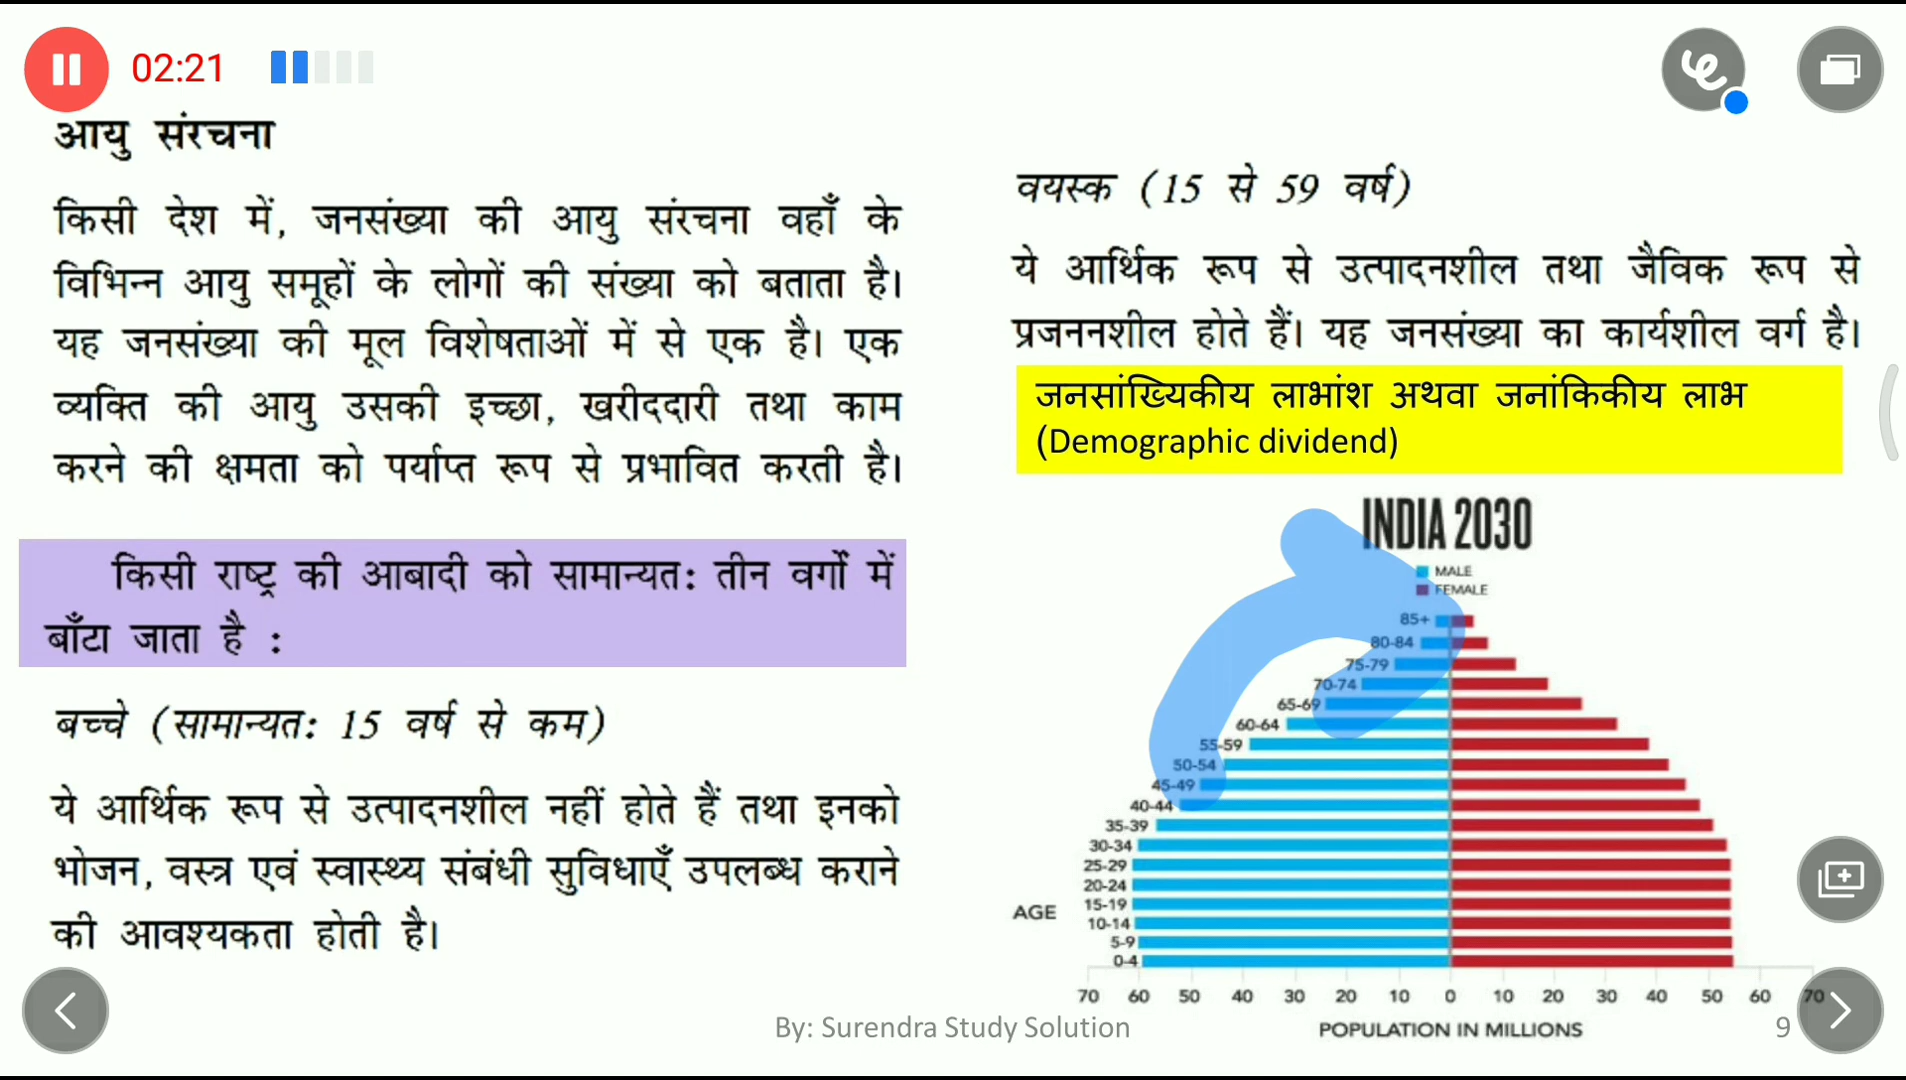 02:21
आयु संरचना
किसी देश में, जनसंख्या की आयु संरचना वहाँ के
विभिन्न आयु समूहों के लोगों की संख्या को बताता है।
यह जनसंख्या की मूल विशेषताओं में से एक है। एक
व्यक्ति की आयु उसकी इच्छा, खरीददारी तथा काम
करने की क्षमता को पर्याप्त रूप से प्रभावित करती है।
किसी राष्ट्र की आबादी को सामान्यत: तीन वर्गों में
बाँटा जाता है :
बच्चे (सामान्यत: 15 वर्ष से कम)
ये आर्थिक रूप से उत्पादनशील नहीं होते हैं तथा इनको
भोजन, वस्त्र एवं स्वास्थ्य संबंधी सुविधाएँ उपलब्ध कराने
की आवश्यकता होती है।
वयस्क (15 से 59 वर्ष)
ये आर्थिक रूप से उत्पादनशील तथा जैविक रूप से
प्रजननशील होते हैं। यह जनसंख्या का कार्यशील वर्ग है।
जनसांख्यिकीय लाभांश अथवा जनांकिकीय लाभ
(Demographic dividend)
INDIA 2030
MALE
FEMALE
85+
80-84
75-79
70-74
65-69
60-64
55-59
50-54
45-49
40-44
35-39
30-34
25-29
20-24
15-19
10-14
5-9
0-4
AGE
70 60 50 40 30 20 10 0 10 20 30 40 50 60 70
POPULATION IN MILLIONS
By: Surendra Study Solution
9